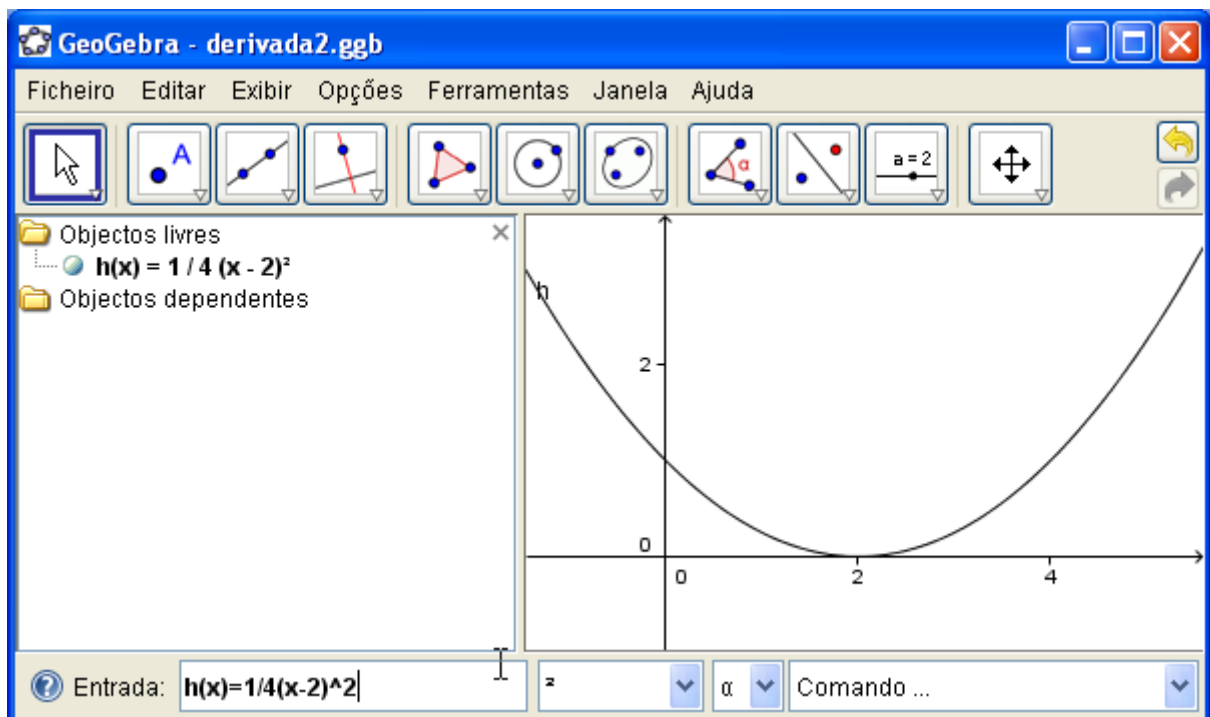 GeoGebra - derivada2.ggb
Ficheiro Editar Exibir Opções Ferramentas Janela Ajuda
A
α
a = 2
Objectos livres
h(x) = 1 / 4 (x - 2)²
Objectos dependentes
h
2
0
0 2 4
Entrada: h(x)=1/4(x-2)^2 ² α Comando ...